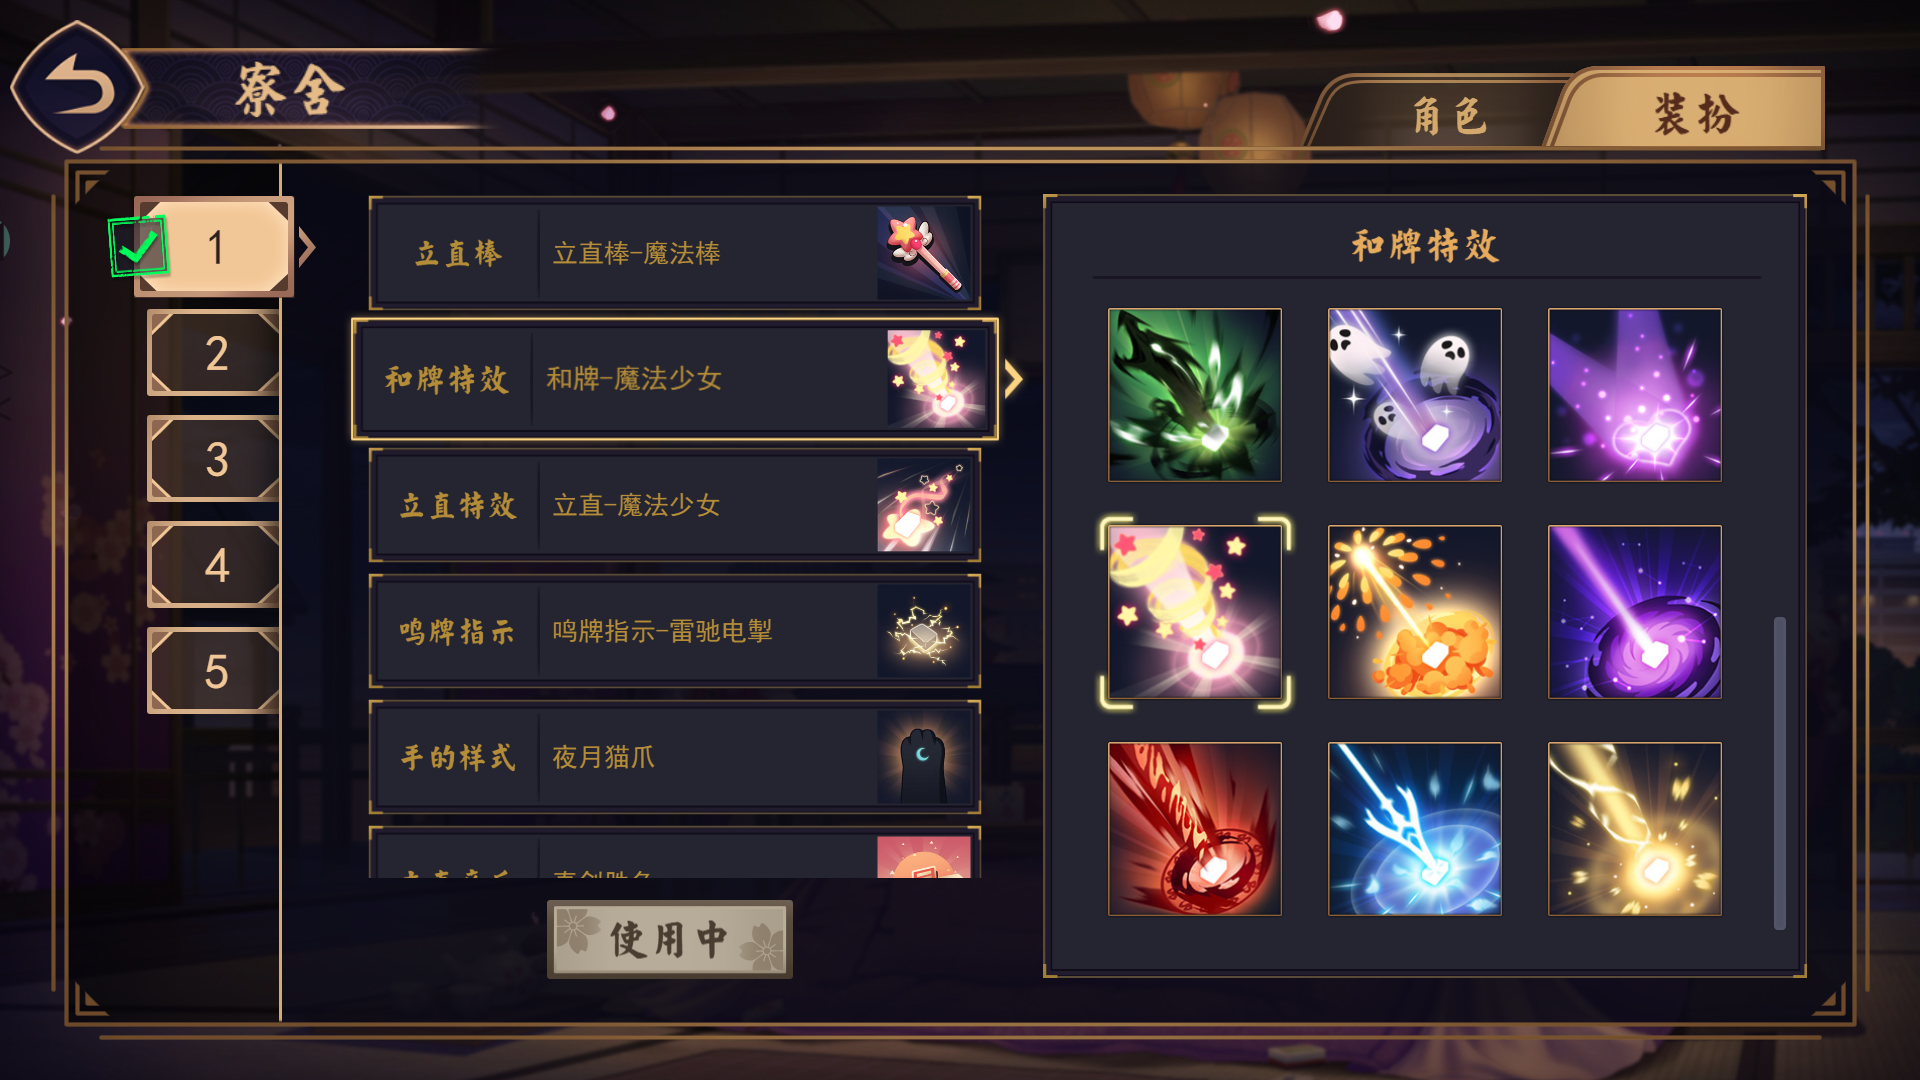 寮舍
角色
装扮
1
2
3
4
5
立直棒
立直棒-魔法棒
和牌特效
和牌-魔法少女
立直特效
立直-魔法少女
鸣牌指示
鸣牌指示-雷驰电掣
手的样式
夜月猫爪
使用中
和牌特效